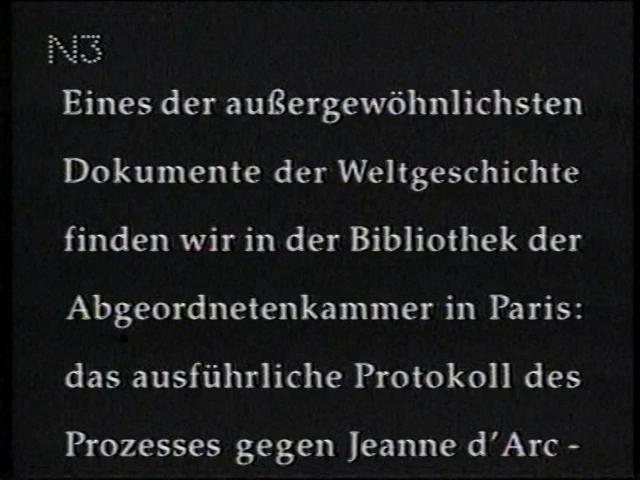 N3
Eines der außergewöhnlichsten
Dokumente der Weltgeschichte
finden wir in der Bibliothek der
Abgeordnetenkammer in Paris:
das ausführliche Protokoll des
Prozesses gegen Jeanne d'Arc -